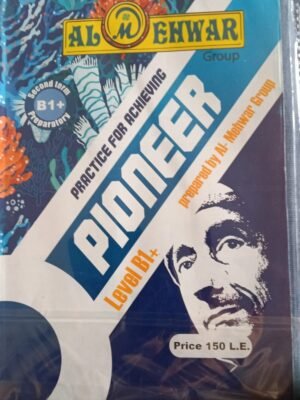 AL MEHWAR
Group
Second term
B1+
Preparatory
PRACTICE FOR ACHIEVING
PIONEER
Level B1+
prepared by Al-Mehwar Group
Price 150 L.E.